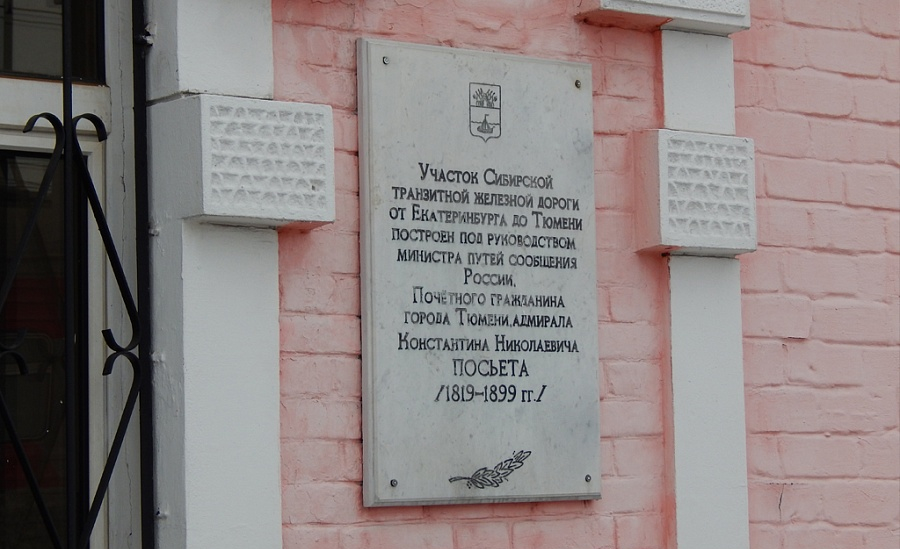 Участок Сибирской
транзитной железной дороги
от Екатеринбурга до Тюмени
построен под руководством
министра путей сообщения
России,
Почётного гражданина
города Тюмени, адмирала
Константина Николаевича
ПОСЬЕТА
/1819-1899 гг./